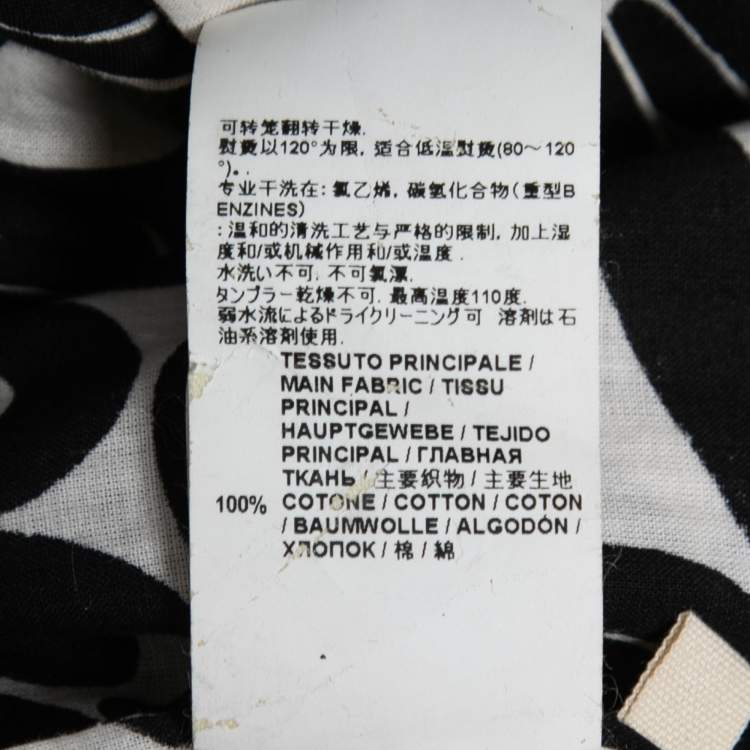 可转笼翻转干燥.
熨烫以120°为限, 适合低温熨烫(80～120
°)。.
专业干洗在: 氯乙烯, 碳氢化合物 (重型B
ENZINES)
: 温和的清洗工艺与严格的限制, 加上湿
度和/或机械作用和/或温度 .
水洗い不可, 不可氯漂.
タンブラー乾燥不可. 最高温度110度.
弱水流によるドライクリーニング可 溶剤は石
油系溶剤使用.
TESSUTO PRINCIPALE /
MAIN FABRIC / TISSU
PRINCIPAL /
HAUPTGEWEBE / TEJIDO
PRINCIPAL / ГЛАВНАЯ
ТКАНЬ / 主要织物 / 主要生地
100% COTONE / COTTON / COTON
/ BAUMWOLLE / ALGODÓN /
ХЛОПОК / 棉 / 綿